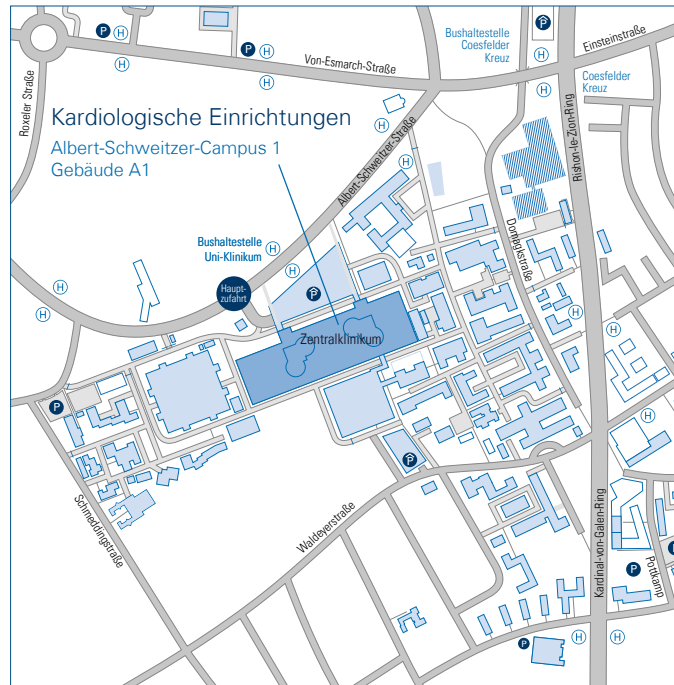 P
H
H
P
H
H
Von-Esmarch-Straße
Roxeler Straße
Bushaltestelle
Coesfelder
Kreuz
P
H
H
H
Einsteinstraße
Coesfelder
Kreuz
Rishon-le-Zion-Ring
Kardiologische Einrichtungen
Albert-Schweitzer-Campus 1
Gebäude A1
H
H
Albert-Schweitzer-Straße
Domagkstraße
Bushaltestelle
Uni-Klinikum
H
H
Haupt-
zufahrt
P
H
H
H
H
Zentralklinikum
P
P
H
Schmeddingstraße
Waldeyerstraße
Kardinal-von-Galen-Ring
Pottkamp
P
P
H
H